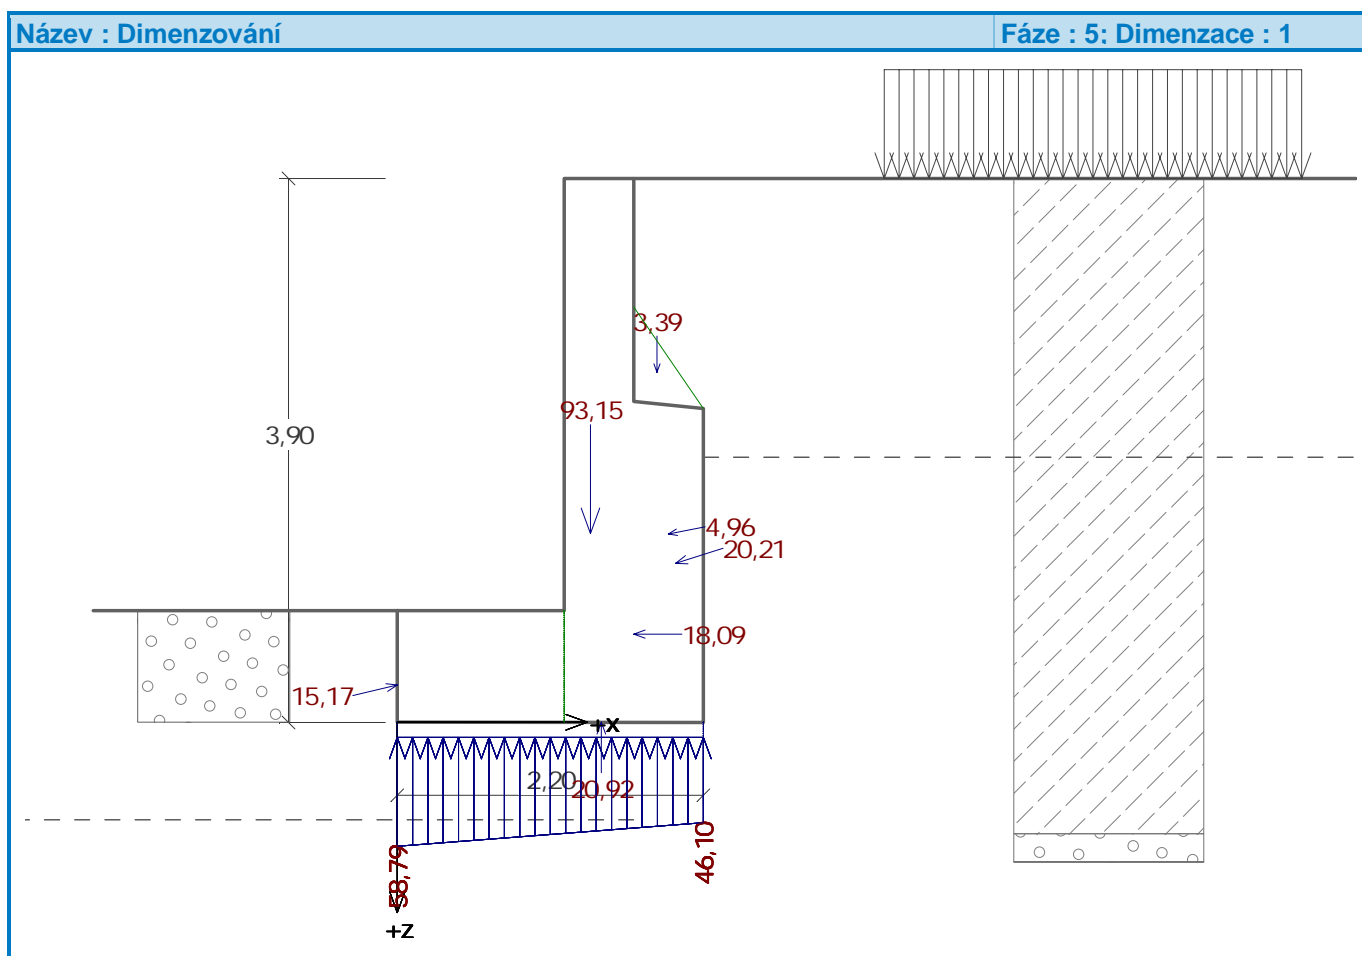 Název : Dimenzování
Fáze : 5; Dimenzace : 1
3,39
93,15
3,90
4,96
20,21
18,09
15,17
+x
2,20
20,92
58,79
46,10
+z